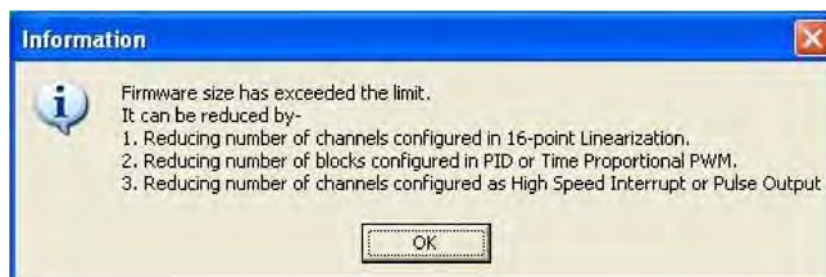 Information
Firmware size has exceeded the limit.
It can be reduced by-
1. Reducing number of channels configured in 16-point Linearization.
2. Reducing number of blocks configured in PID or Time Proportional PWM.
3. Reducing number of channels configured as High Speed Interrupt or Pulse Output
OK